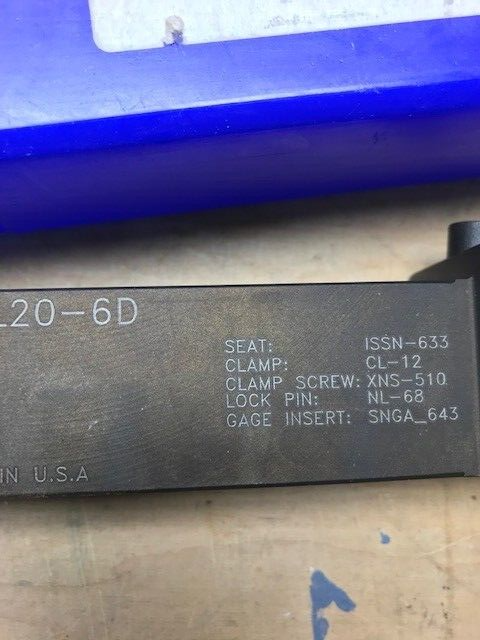 L20-6D
SEAT: ISSN-633
CLAMP: CL-12
CLAMP SCREW: XNS-510
LOCK PIN: NL-68
GAGE INSERT: SNGA_643
IN U.S.A